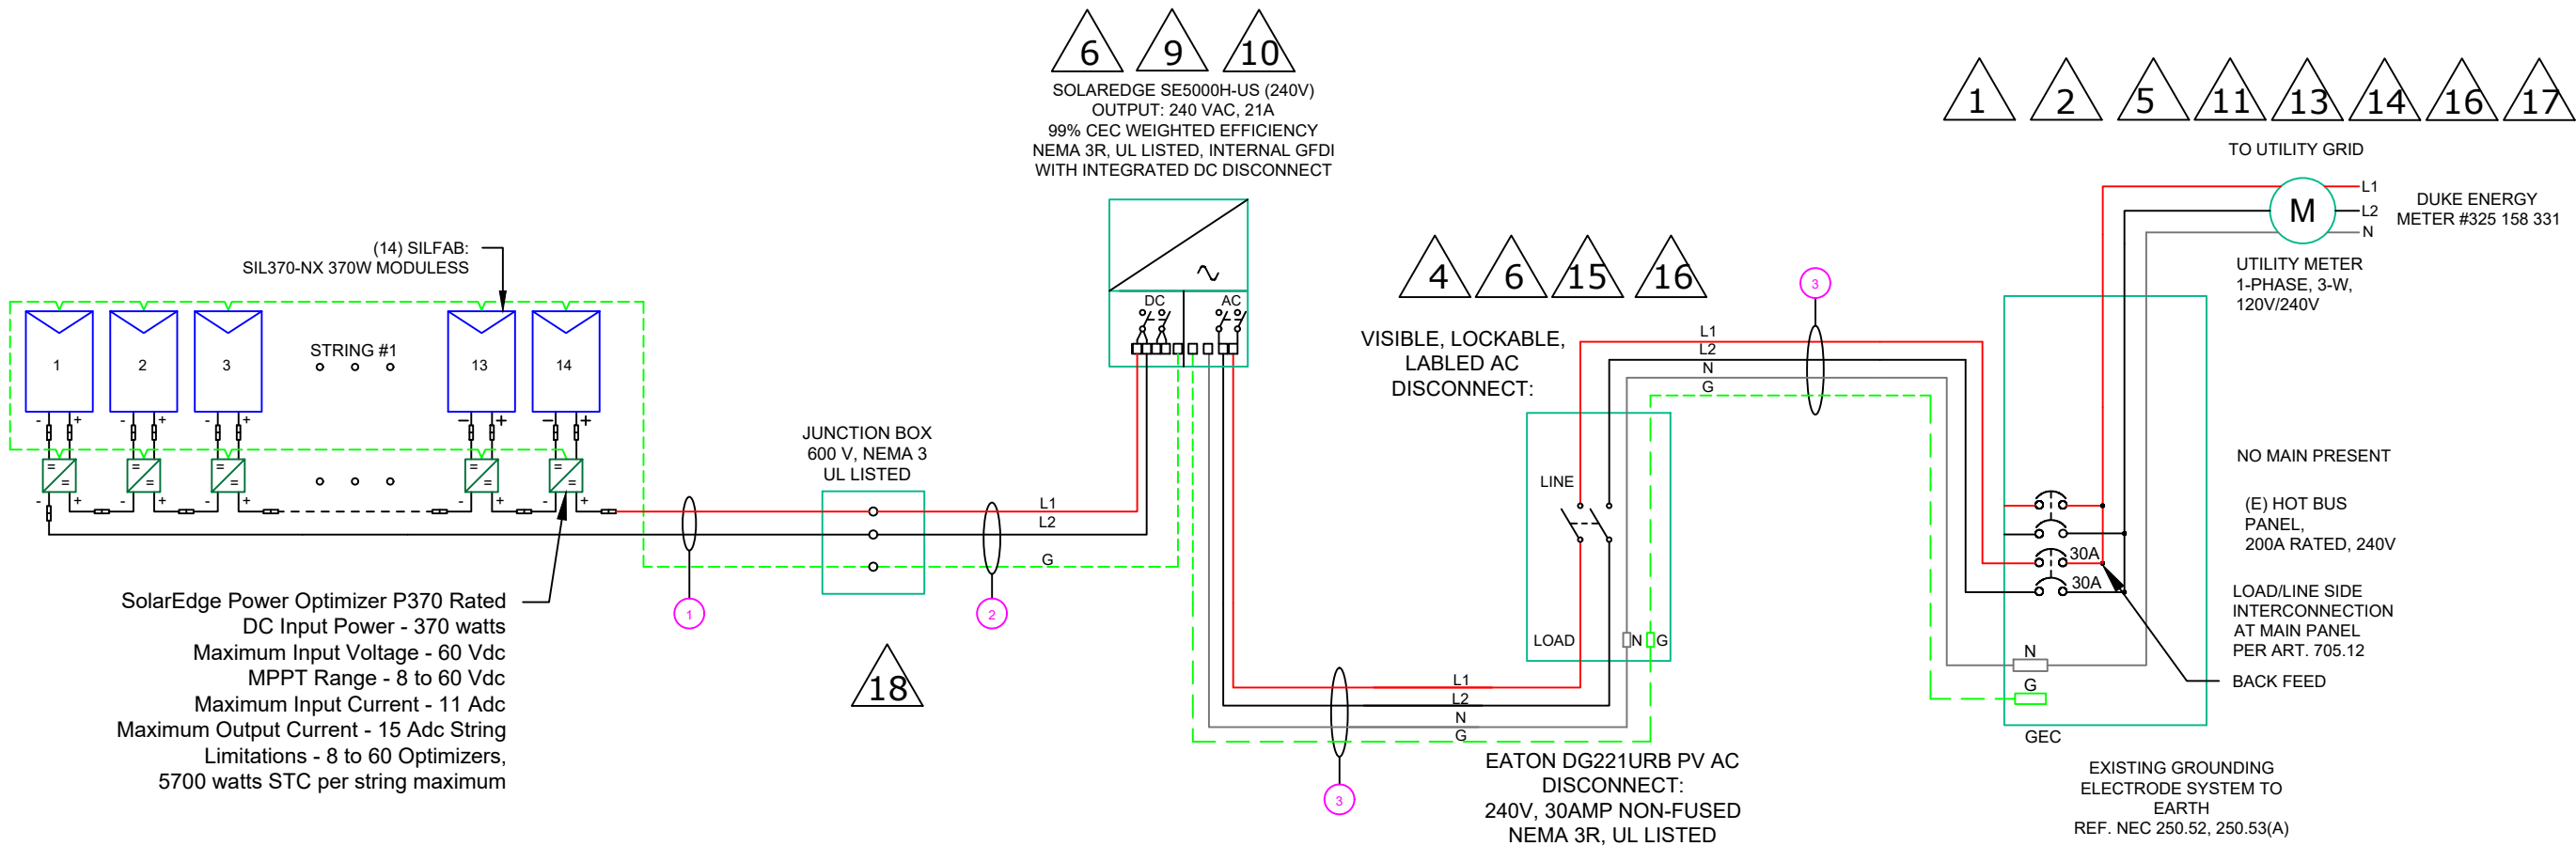 6
9
10
SOLAREDGE SE5000H-US (240V)
OUTPUT: 240 VAC, 21A
99% CEC WEIGHTED EFFICIENCY
NEMA 3R, UL LISTED, INTERNAL GFDI
WITH INTEGRATED DC DISCONNECT
DC
AC
1
2
5
11
13
14
16
17
TO UTILITY GRID
M
L1
L2
N
DUKE ENERGY
METER #325 158 331
UTILITY METER
1-PHASE, 3-W,
120V/240V
(14) SILFAB:
SIL370-NX 370W MODULESS
1
2
3
STRING #1
13
14
- +
- +
- +
- +
- +
=
=
=
=
=
=
=
=
=
=
- +
- +
- +
- +
- +
SolarEdge Power Optimizer P370 Rated
DC Input Power - 370 watts
Maximum Input Voltage - 60 Vdc
MPPT Range - 8 to 60 Vdc
Maximum Input Current - 11 Adc
Maximum Output Current - 15 Adc String
Limitations - 8 to 60 Optimizers,
5700 watts STC per string maximum
1
JUNCTION BOX
600 V, NEMA 3
UL LISTED
L1
L2
G
2
18
4
6
15
16
VISIBLE, LOCKABLE,
LABLED AC
DISCONNECT:
LINE
LOAD
N
G
L1
L2
N
G
3
L1
L2
N
G
3
EATON DG221URB PV AC
DISCONNECT:
240V, 30AMP NON-FUSED
NEMA 3R, UL LISTED
30A
30A
N
G
GEC
NO MAIN PRESENT
(E) HOT BUS
PANEL,
200A RATED, 240V
LOAD/LINE SIDE
INTERCONNECTION
AT MAIN PANEL
PER ART. 705.12
BACK FEED
EXISTING GROUNDING
ELECTRODE SYSTEM TO
EARTH
REF. NEC 250.52, 250.53(A)